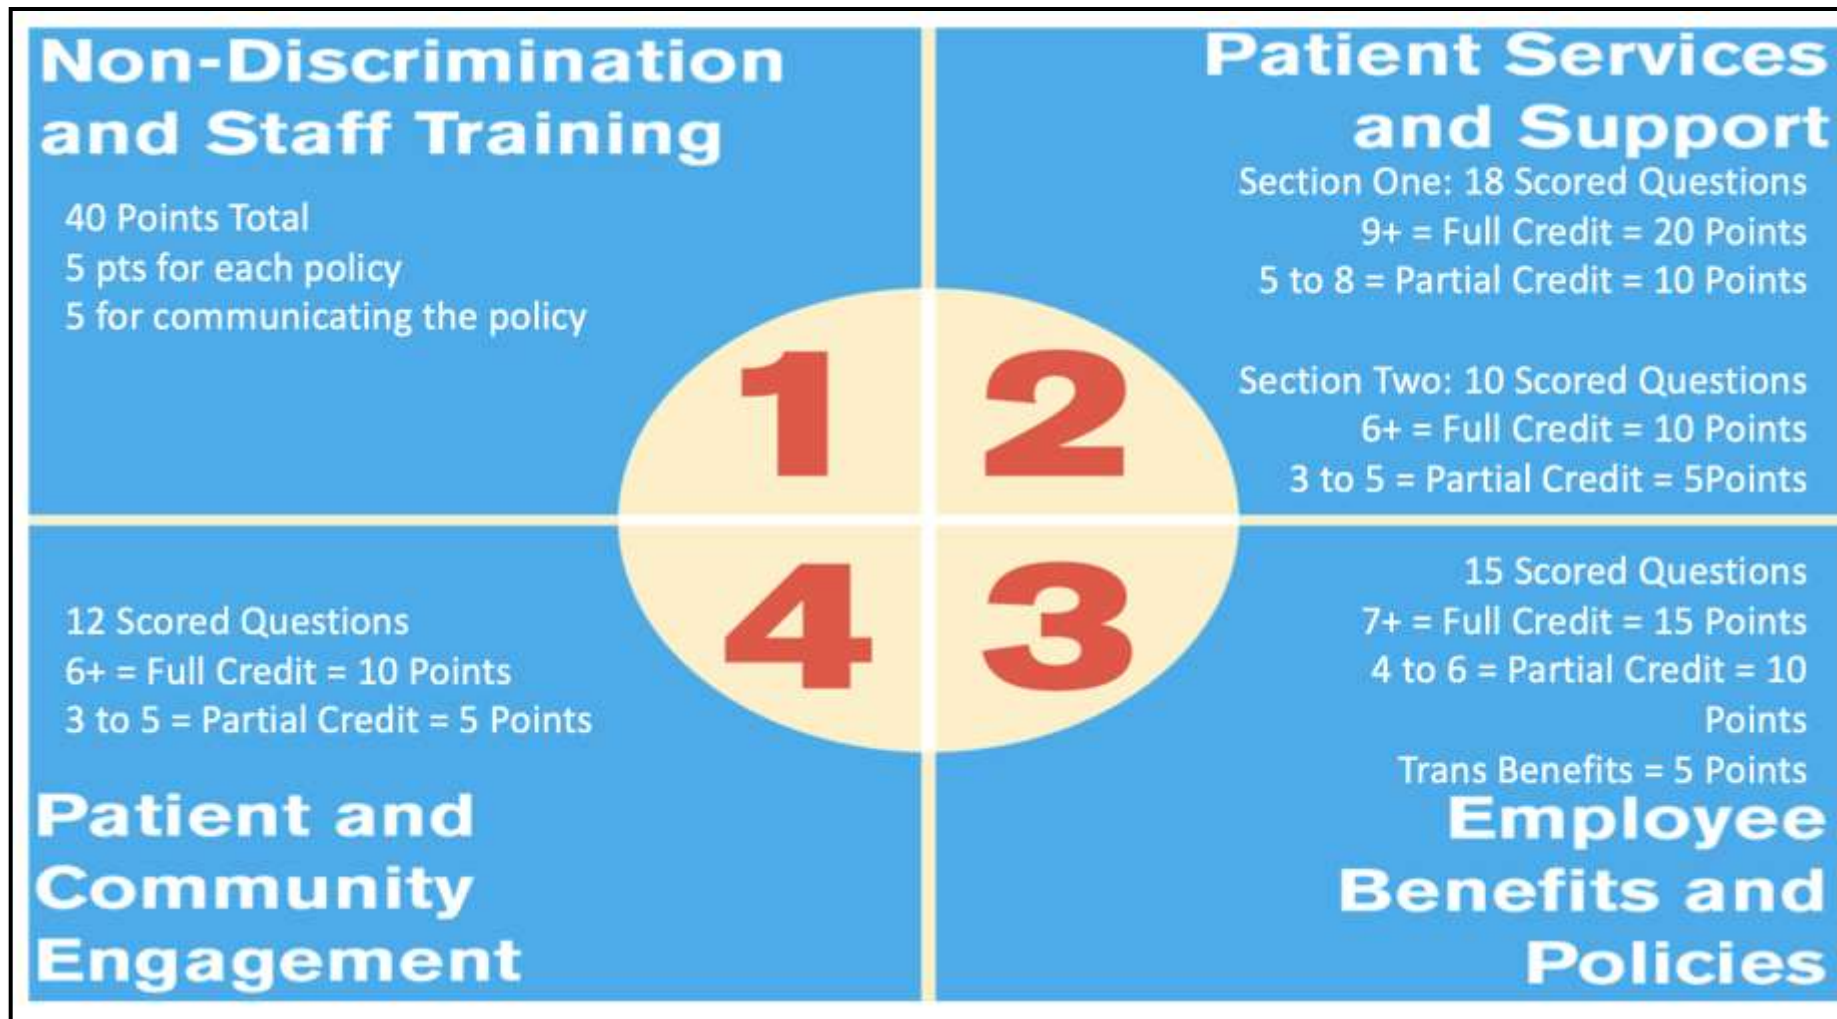 Non-Discrimination
and Staff Training
40 Points Total
5 pts for each policy
5 for communicating the policy
1
Patient Services
and Support
Section One: 18 Scored Questions
9+ = Full Credit = 20 Points
5 to 8 = Partial Credit = 10 Points
Section Two: 10 Scored Questions
6+ = Full Credit = 10 Points
3 to 5 = Partial Credit = 5Points
2
15 Scored Questions
7+ = Full Credit = 15 Points
4 to 6 = Partial Credit = 10
Points
Trans Benefits = 5 Points
Employee
Benefits and
Policies
3
12 Scored Questions
6+ = Full Credit = 10 Points
3 to 5 = Partial Credit = 5 Points
Patient and
Community
Engagement
4